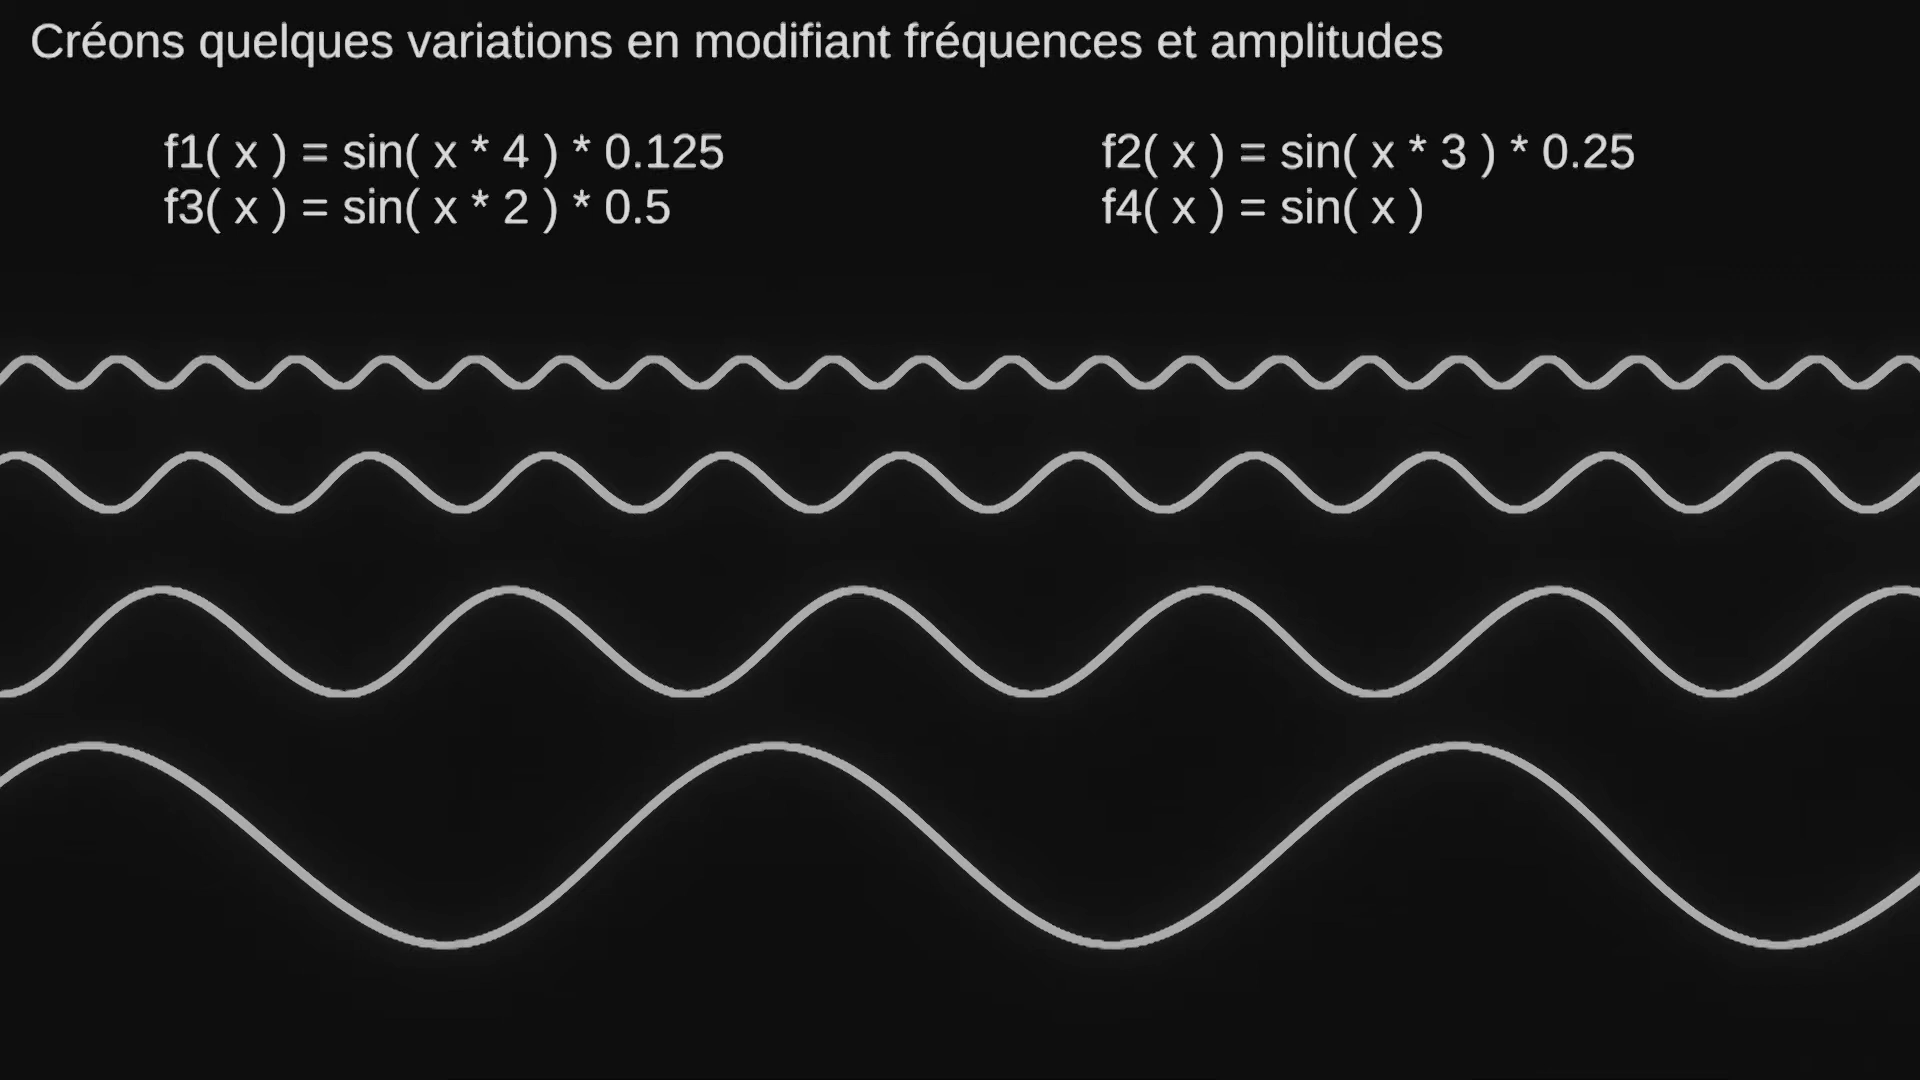 Créons quelques variations en modifiant fréquences et amplitudes
f1( x ) = sin( x * 4 ) * 0.125
f2( x ) = sin( x * 3 ) * 0.25
f3( x ) = sin( x * 2 ) * 0.5
f4( x ) = sin( x )